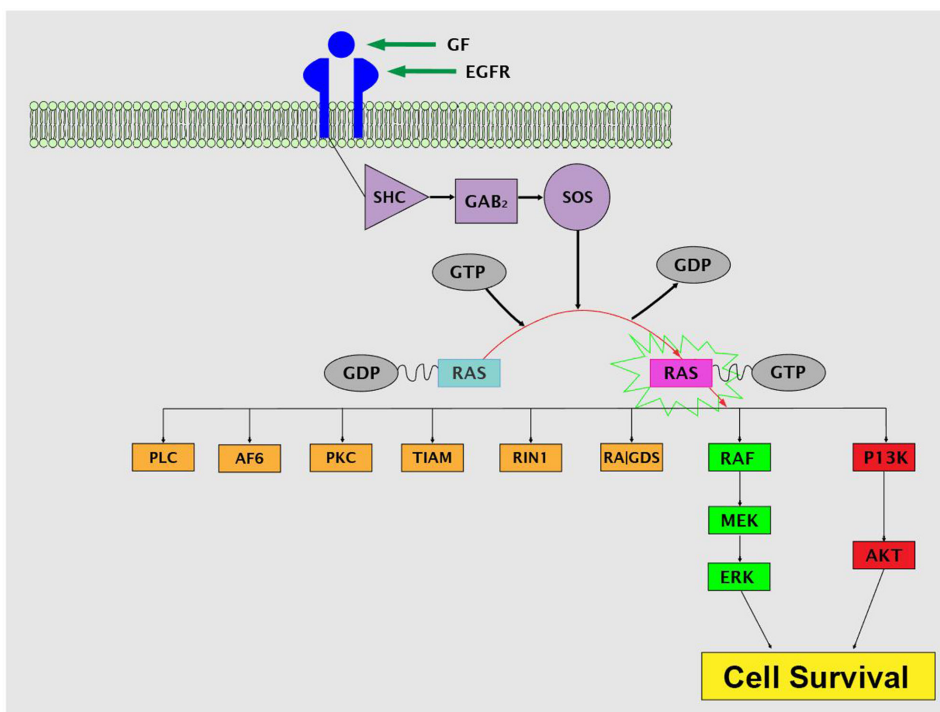 GF
EGFR
SHC
GAB₂
SOS
GTP
GDP
GDP
RAS
RAS
GTP
PLC
AF6
PKC
TIAM
RIN1
RA|GDS
RAF
P13K
MEK
AKT
ERK
Cell Survival